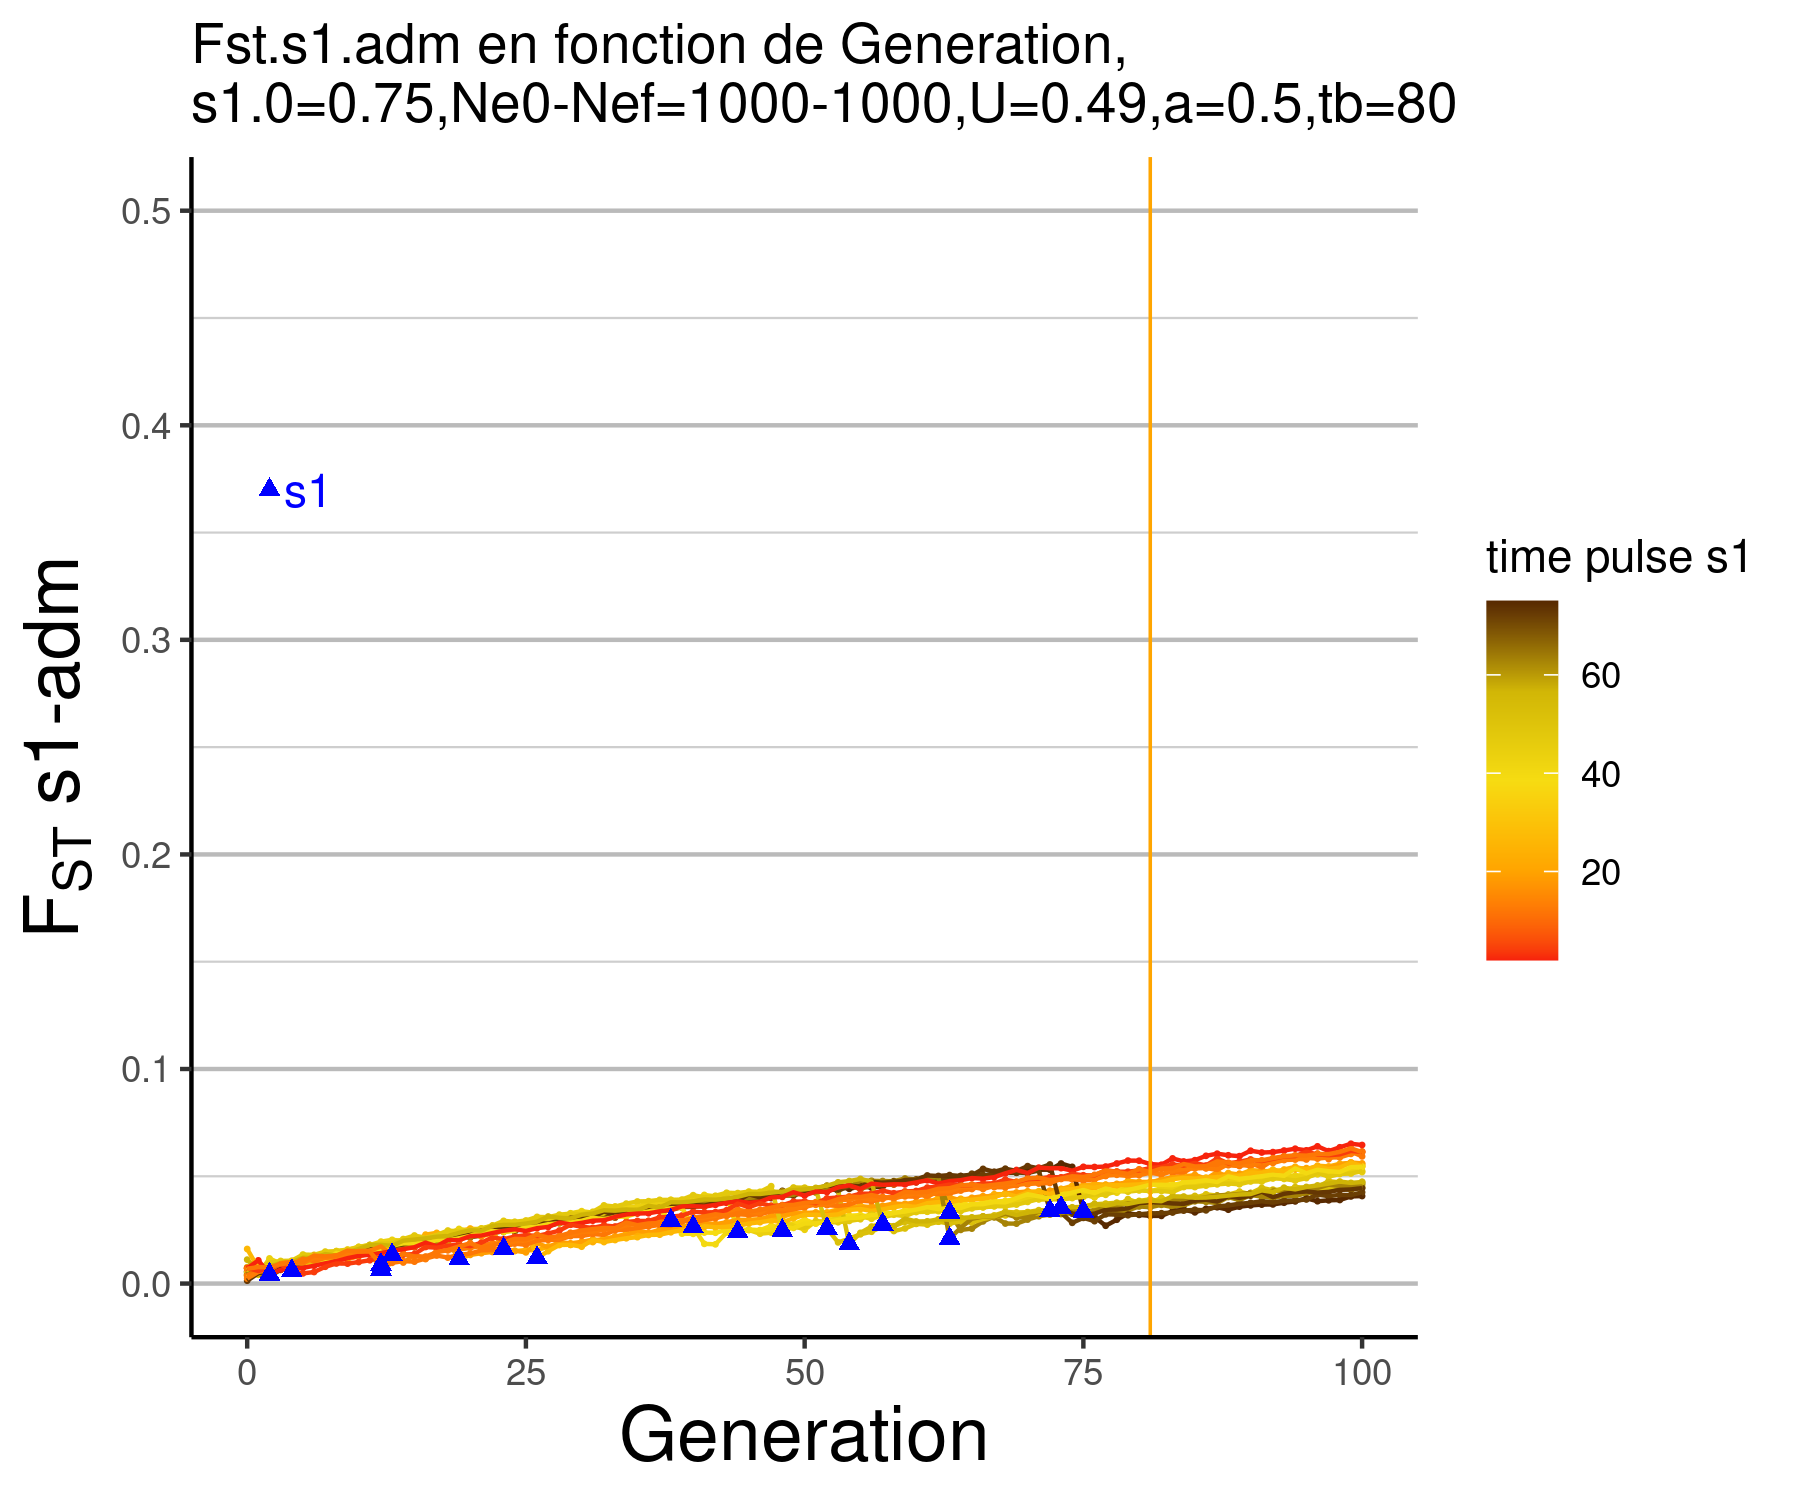 Fst.s1.adm en fonction de Generation,
s1.0=0.75,Ne0-Nef=1000-1000,U=0.49,a=0.5,tb=80
0.5
0.4
s1
0.3
0.2
0.1
0.0
FST s1-adm
0 25 50 75 100
Generation
time pulse s1
60
40
20